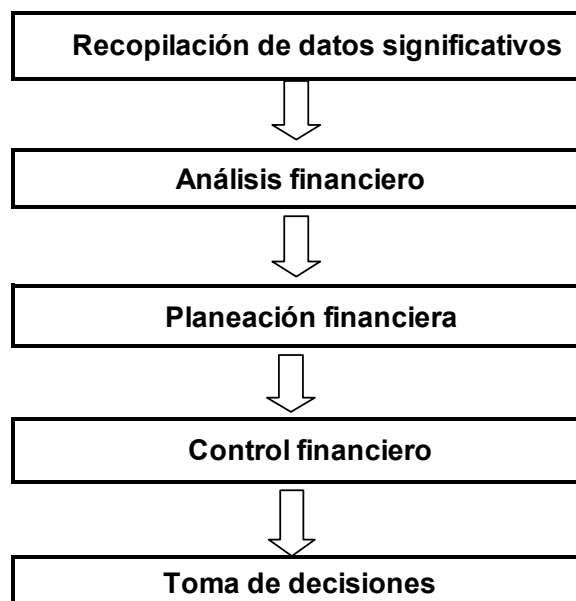 Recopilación de datos significativos
Análisis financiero
Planeación financiera
Control financiero
Toma de decisiones